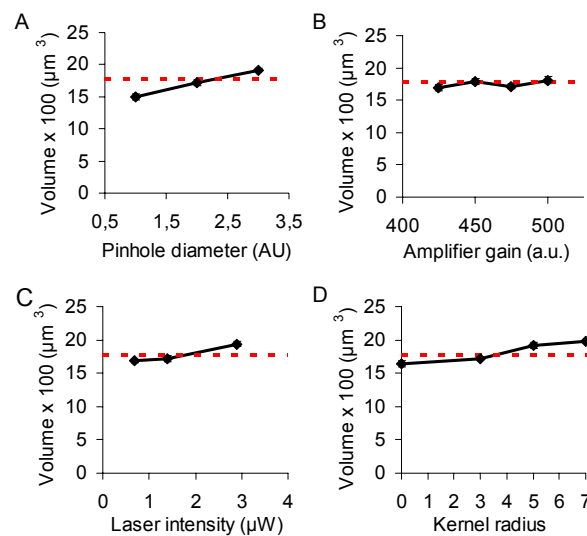 A
Volume x 100 (µm ³)
25
20
15
10
5
0
0,5 1,5 2,5 3,5
Pinhole diameter (AU)
B
Volume x 100 (µm ³)
25
20
15
10
5
0
400 450 500
Amplifier gain (a.u.)
C
Volume x 100 (µm ³)
25
20
15
10
5
0
0 1 2 3 4
Laser intensity (µW)
D
Volume x 100 (µm ³)
25
20
15
10
5
0
0 1 2 3 4 5 6 7
Kernel radius